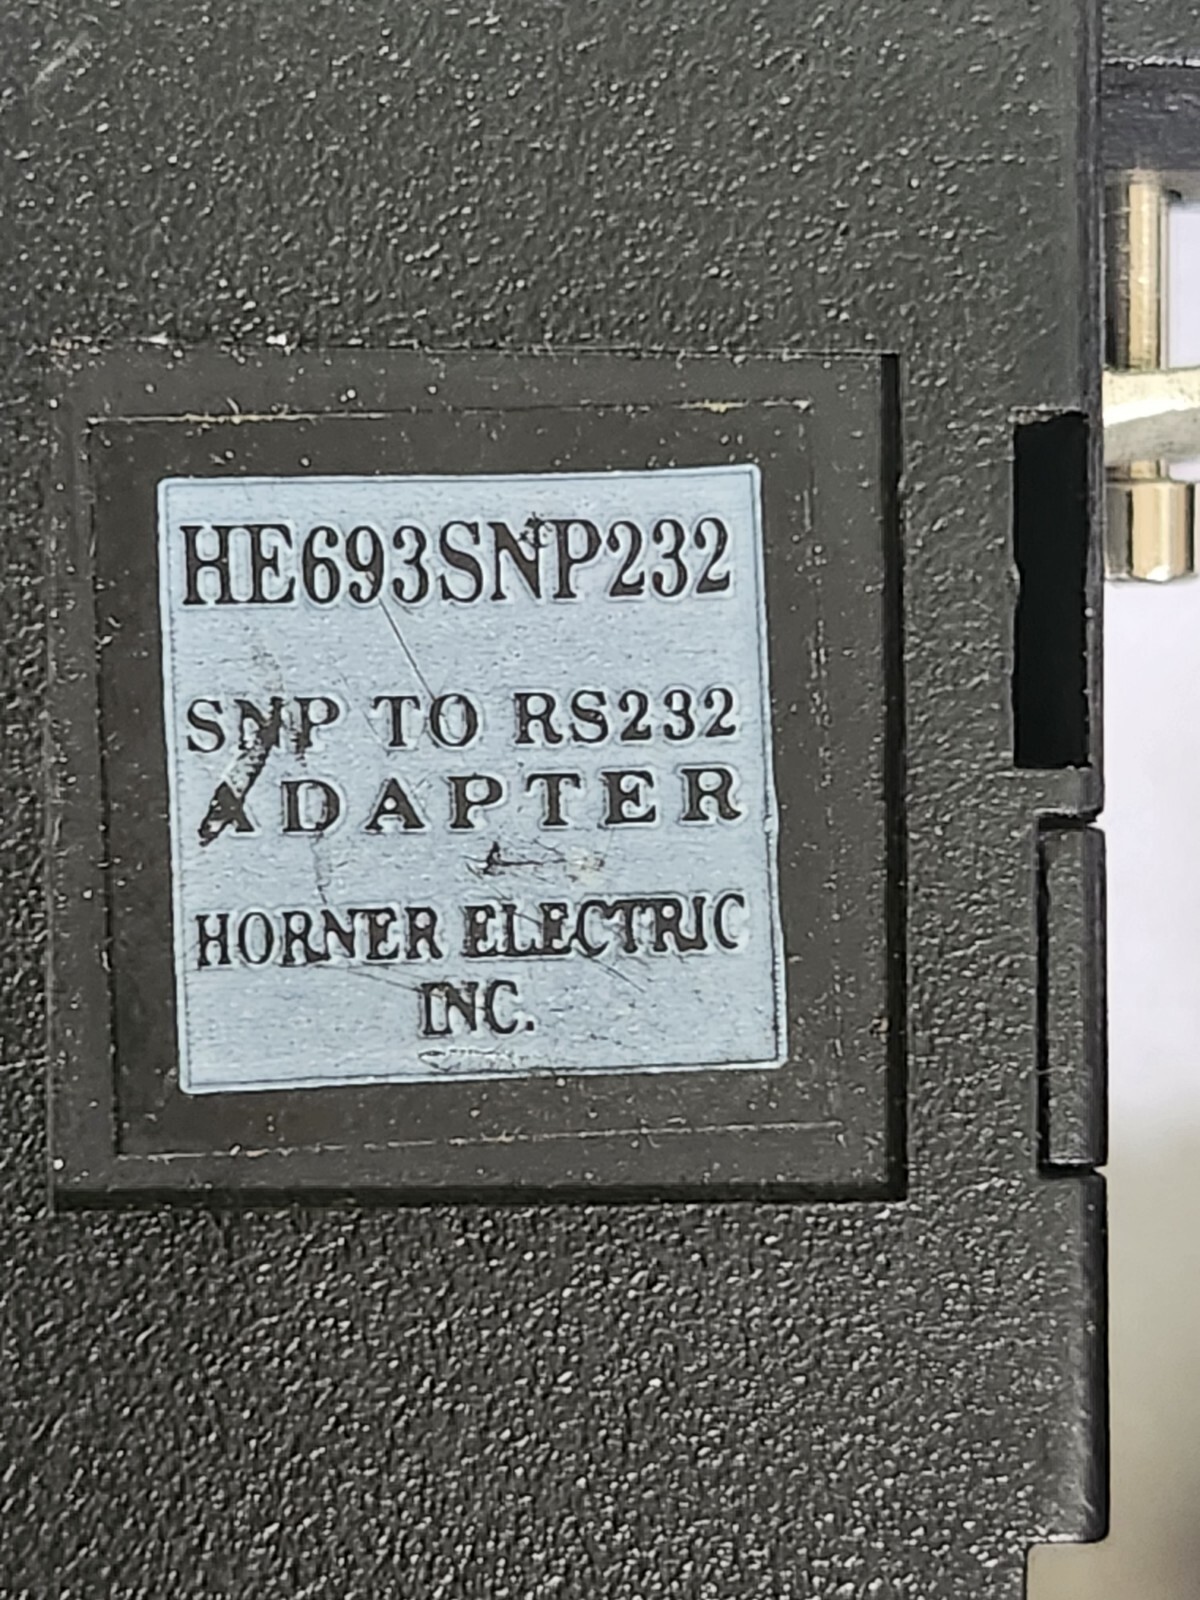 HE693SNP232
SNP TO RS232
ADAPTER
HORNER ELECTRIC
INC.